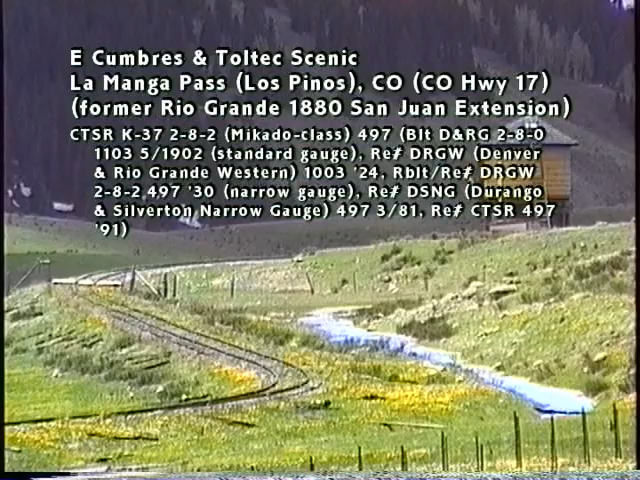 E Cumbres & Toltec Scenic
La Manga Pass (Los Pinos), CO (CO Hwy 17)
(former Rio Grande 1880 San Juan Extension)
CTSR K-37 2-8-2 (Mikado-class) 497 (Blt D&RG 2-8-0
1103 5/1902 (standard gauge), Re# DRGW (Denver
& Rio Grande Western) 1003 '24, Rblt/Re# DRGW
2-8-2 497 '30 (narrow gauge), Re# DSNG (Durango
& Silverton Narrow Gauge) 497 3/81, Re# CTSR 497
'91)